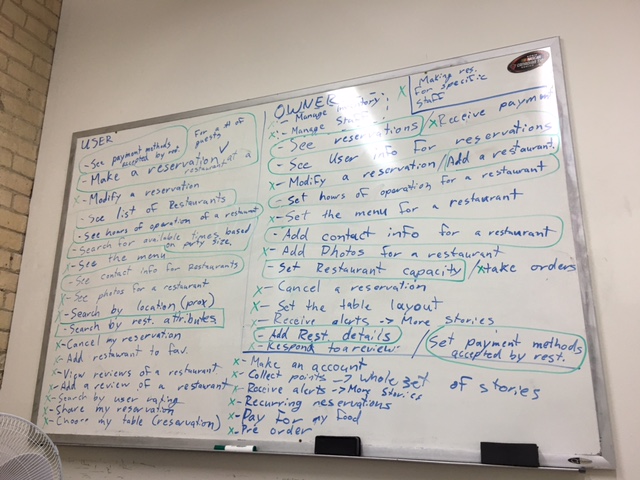 USER
- See payment methods accepted by rest.
For a # of guests
- Make a reservation ✓ at a restaurant
x- Modify a reservation
- See list of Restaurants
- See hours of operation of a restaurant
- Search for available times based on party size.
x- See the menu
- See contact info for Restaurants
x- See photos for a restaurant
x- Search by location (prox)
- Search by rest. attributes
x- Cancel my reservation
x- Add restaurant to fav.
x- View reviews of a restaurant
x- Add a review of a restaurant
x- Search by user rating
x- Share my reservation
x- Choose my table (reservation)
OWNER
x- Manage inventory
x- Manage
x Making res. for specific staff
- See reservations / x Receive payment
- See User info for reservations
x- Modify a reservation / Add a restaurant
- Set hours of operation for a restaurant
x- Set the menu for a restaurant
- Add contact info for a restaurant
x- Add Photos for a restaurant
- Set Restaurant capacity / x take orders
x- Cancel a reservation
x- Set the table layout
x- Receive alerts -> More stories
- Add Rest. details
x- Respond to a review / Set payment methods accepted by rest.
x- Make an account
x- Collect points -> whole set of stories
x- Receive alerts -> More stories
x- Recurring reservations
x- Pay for my food
x- Pre order